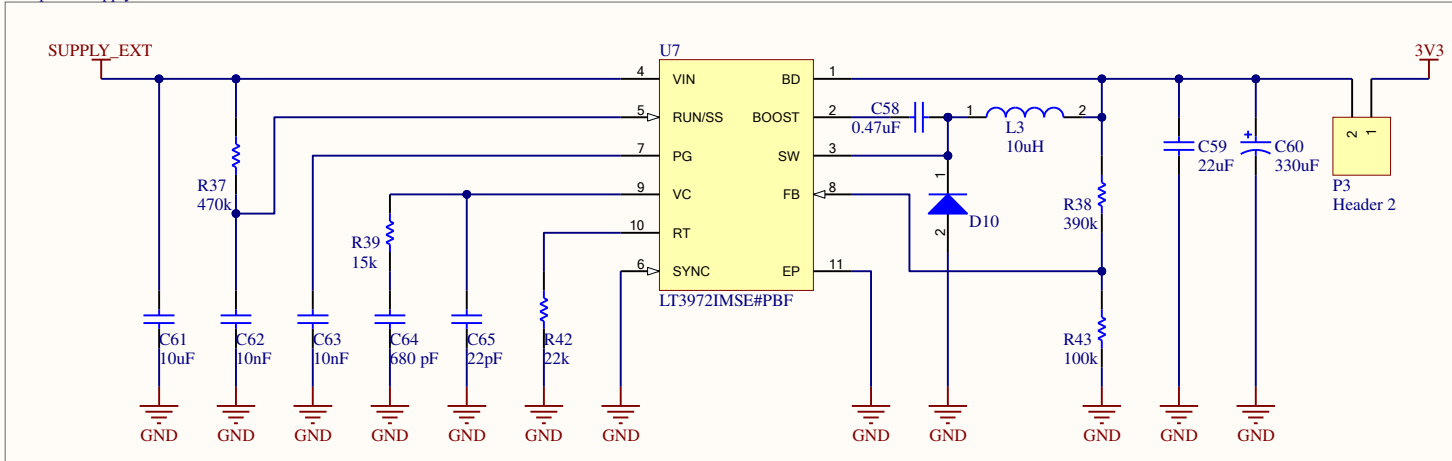 SUPPLY_EXT
U7
3V3
4 VIN BD 1
5 RUN/SS BOOST 2
7 PG SW 3
9 VC FB 8
10 RT
6 SYNC EP 11
LT3972IMSE#PBF
C58
0.47uF
1 2
L3
10uH
1
2
D10
R37
470k
R39
15k
R38
390k
R43
100k
C59
22uF
+
C60
330uF
2 1
P3
Header 2
C61
10uF
C62
10nF
C63
10nF
C64
680 pF
C65
22pF
R42
22k
GND GND GND GND GND GND GND GND GND GND GND GND